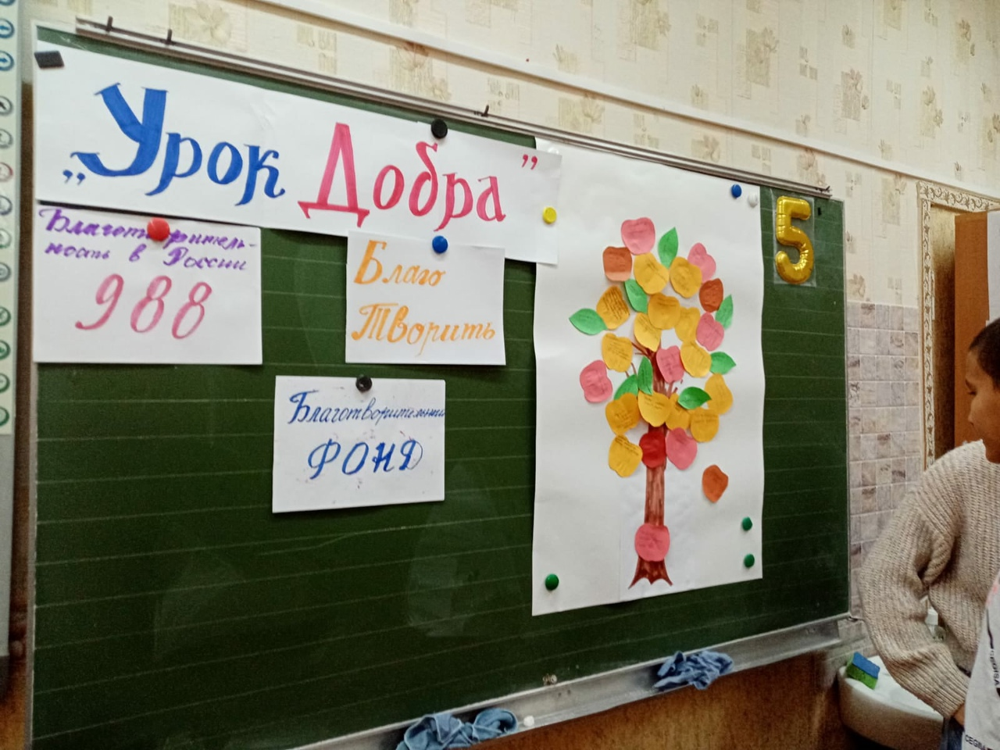 „Урок Добра”
Благотворитель-
ность в России
988
Благо
Творить
Благотворительный
ФОНД
5